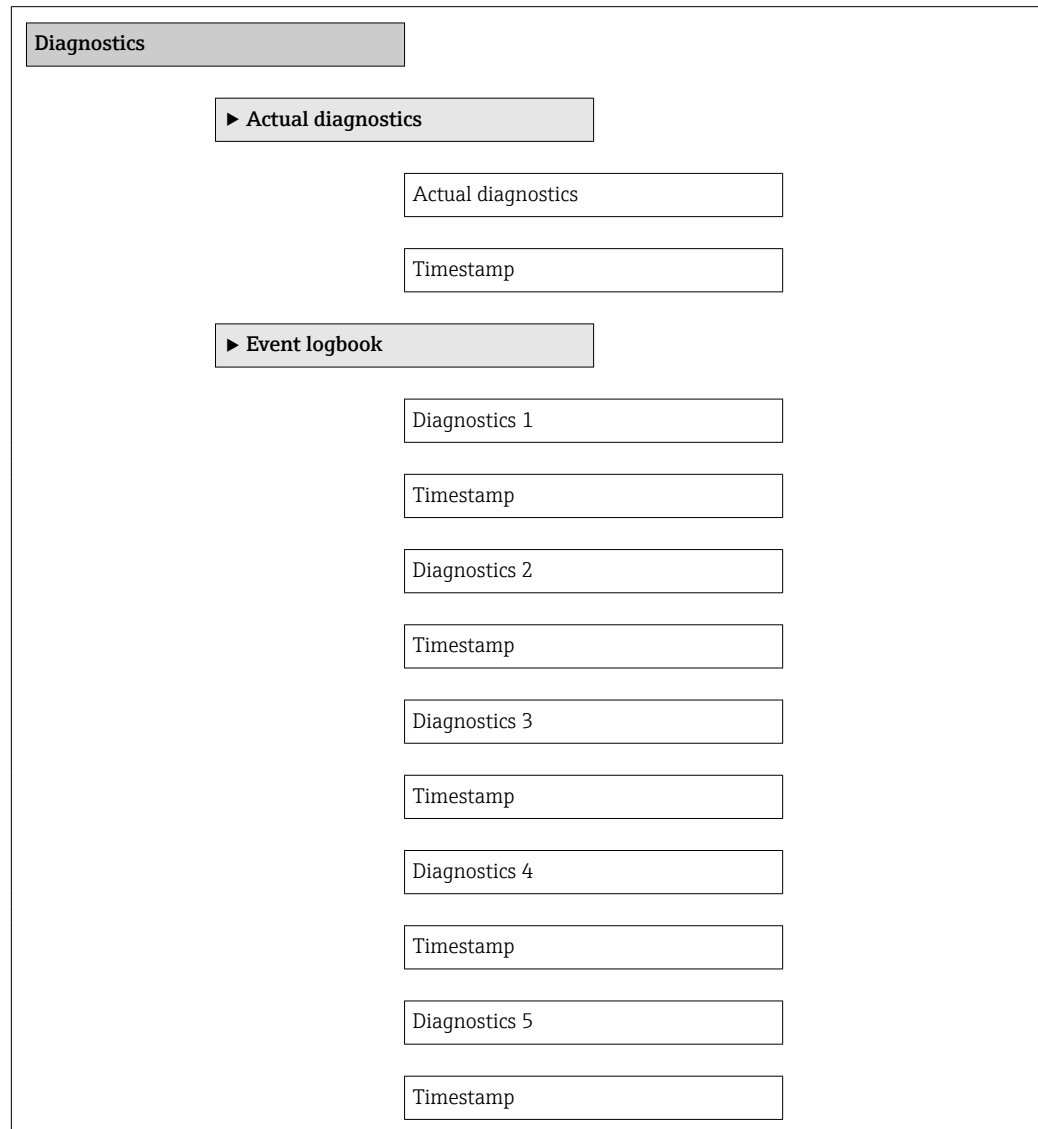 Diagnostics
▶ Actual diagnostics
Actual diagnostics
Timestamp
▶ Event logbook
Diagnostics 1
Timestamp
Diagnostics 2
Timestamp
Diagnostics 3
Timestamp
Diagnostics 4
Timestamp
Diagnostics 5
Timestamp